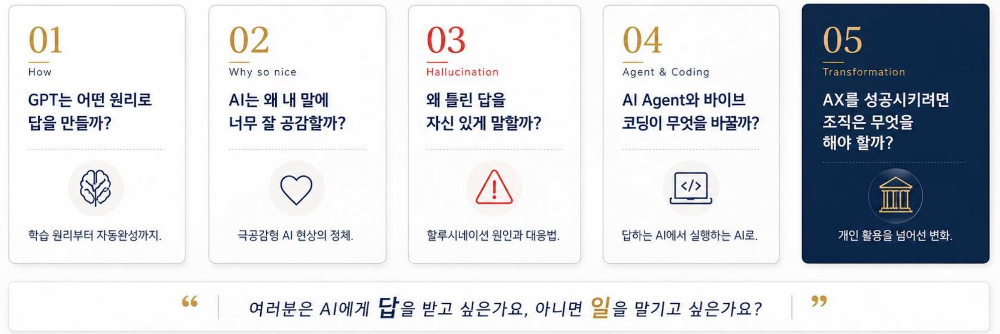 01
How
GPT는 어떤 원리로
답을 만들까?
학습 원리부터 자동완성까지.
02
Why so nice
AI는 왜 내 말에
너무 잘 공감할까?
극공감형 AI 현상의 정체.
03
Hallucination
왜 틀린 답을
자신 있게 말할까?
할루시네이션 원인과 대응법.
04
Agent & Coding
AI Agent와 바이브
코딩이 무엇을 바꿀까?
</>
답하는 AI에서 실행하는 AI로.
05
Transformation
AX를 성공시키려면
조직은 무엇을
해야 할까?
개인 활용을 넘어선 변화.
“ 여러분은 AI에게 답을 받고 싶은가요, 아니면 일을 말기고 싶은가요? ”